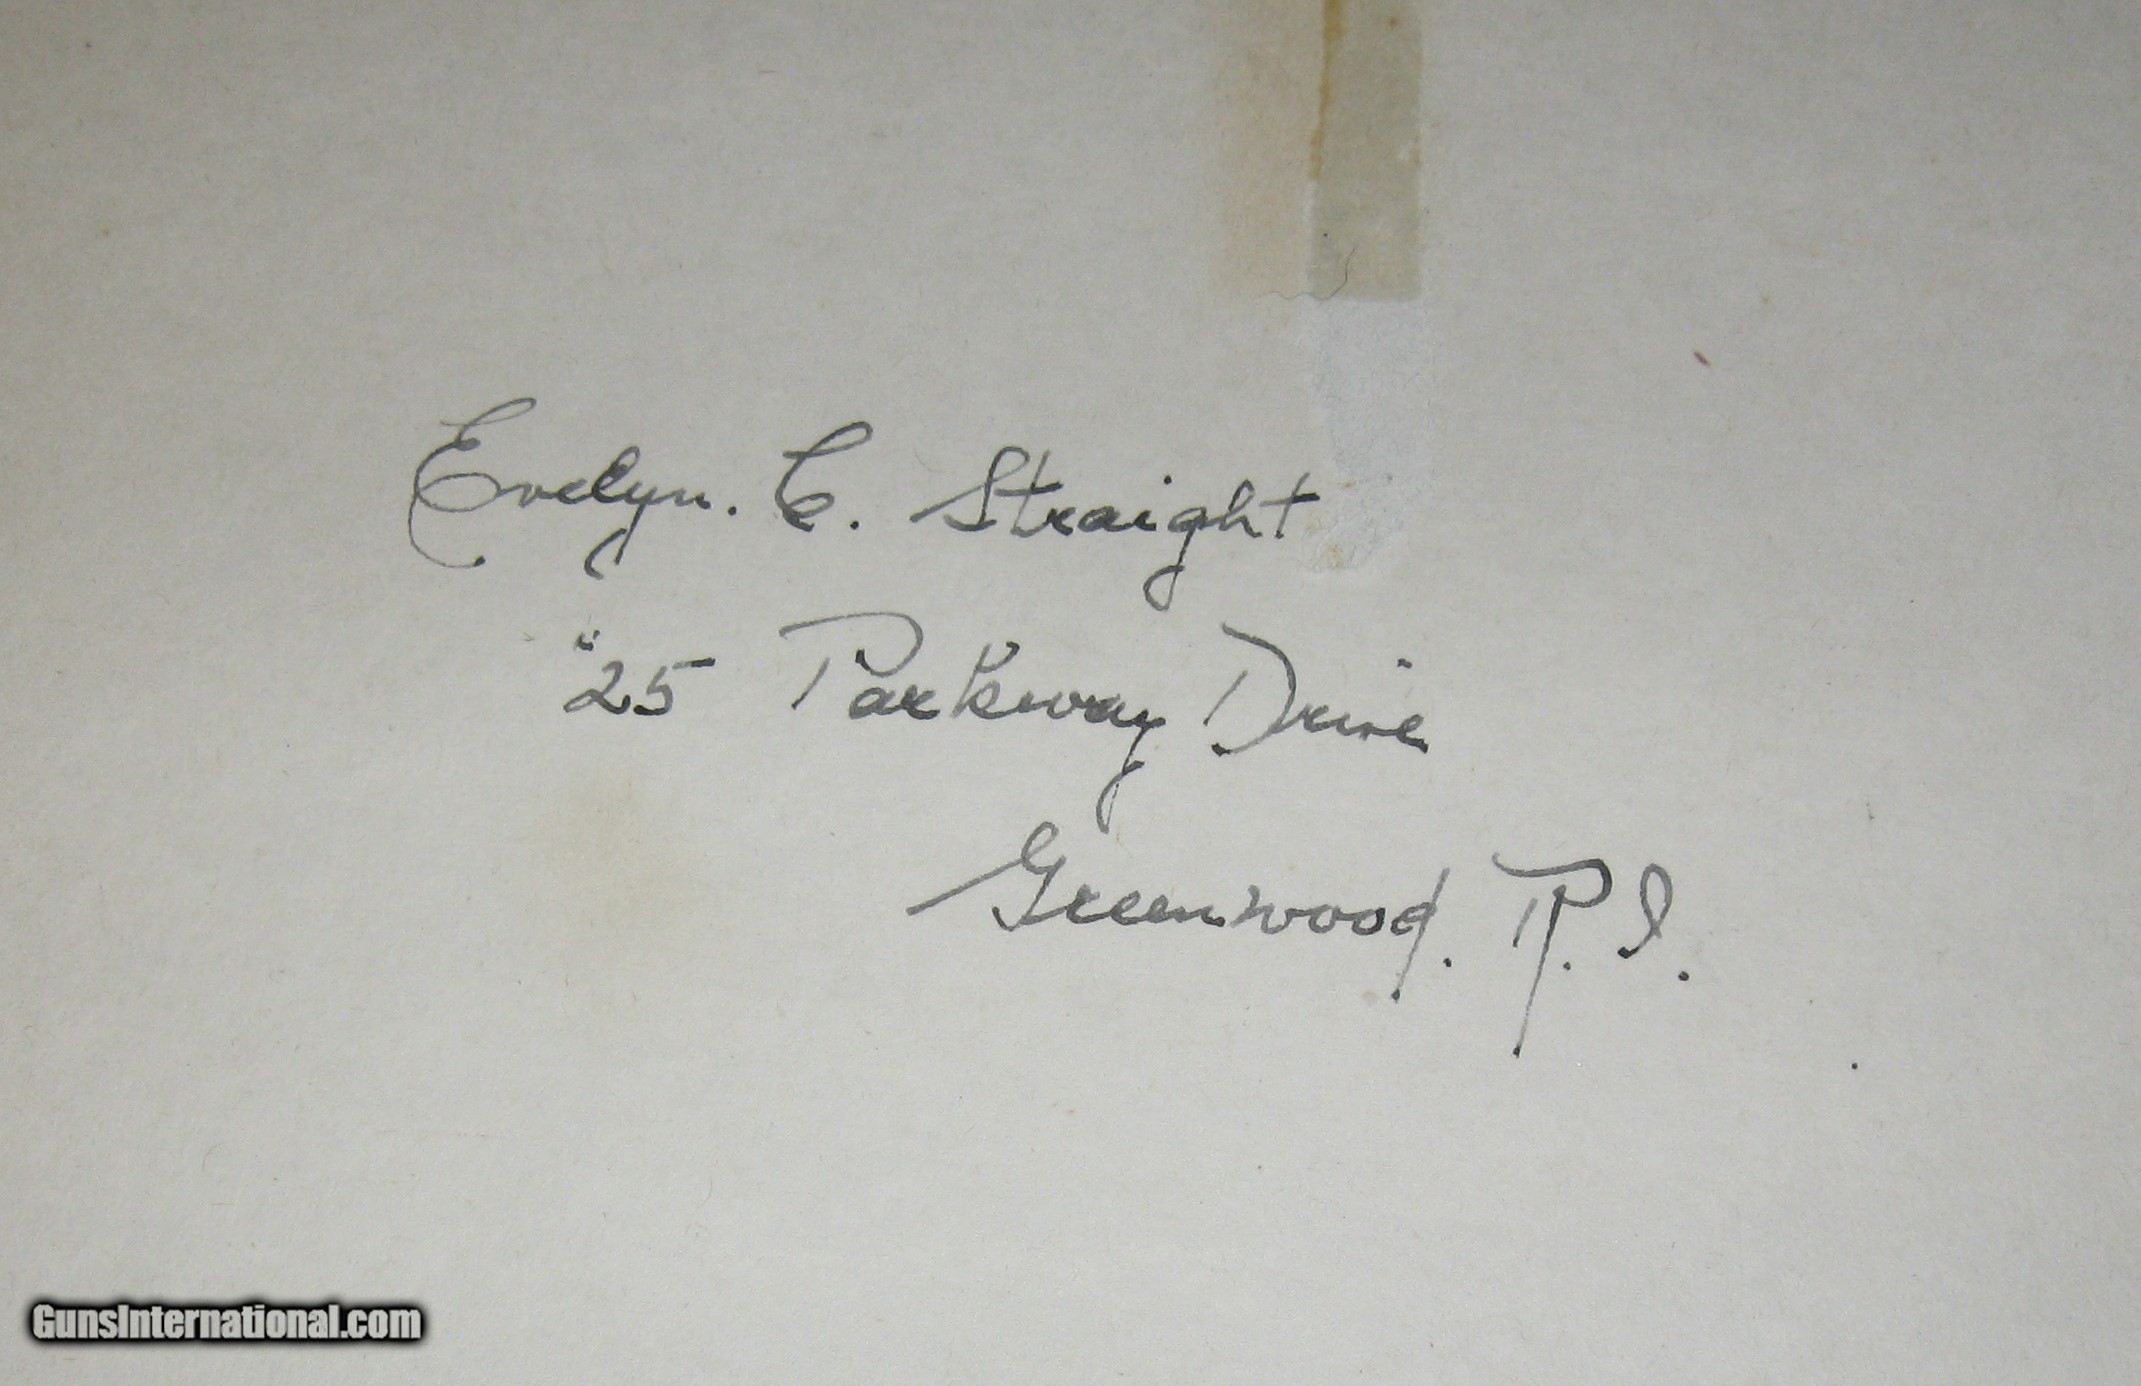 Evelyn. C. Straight
"25 Parkway Drive
Greenwood. R. I.
GunsInternational.com